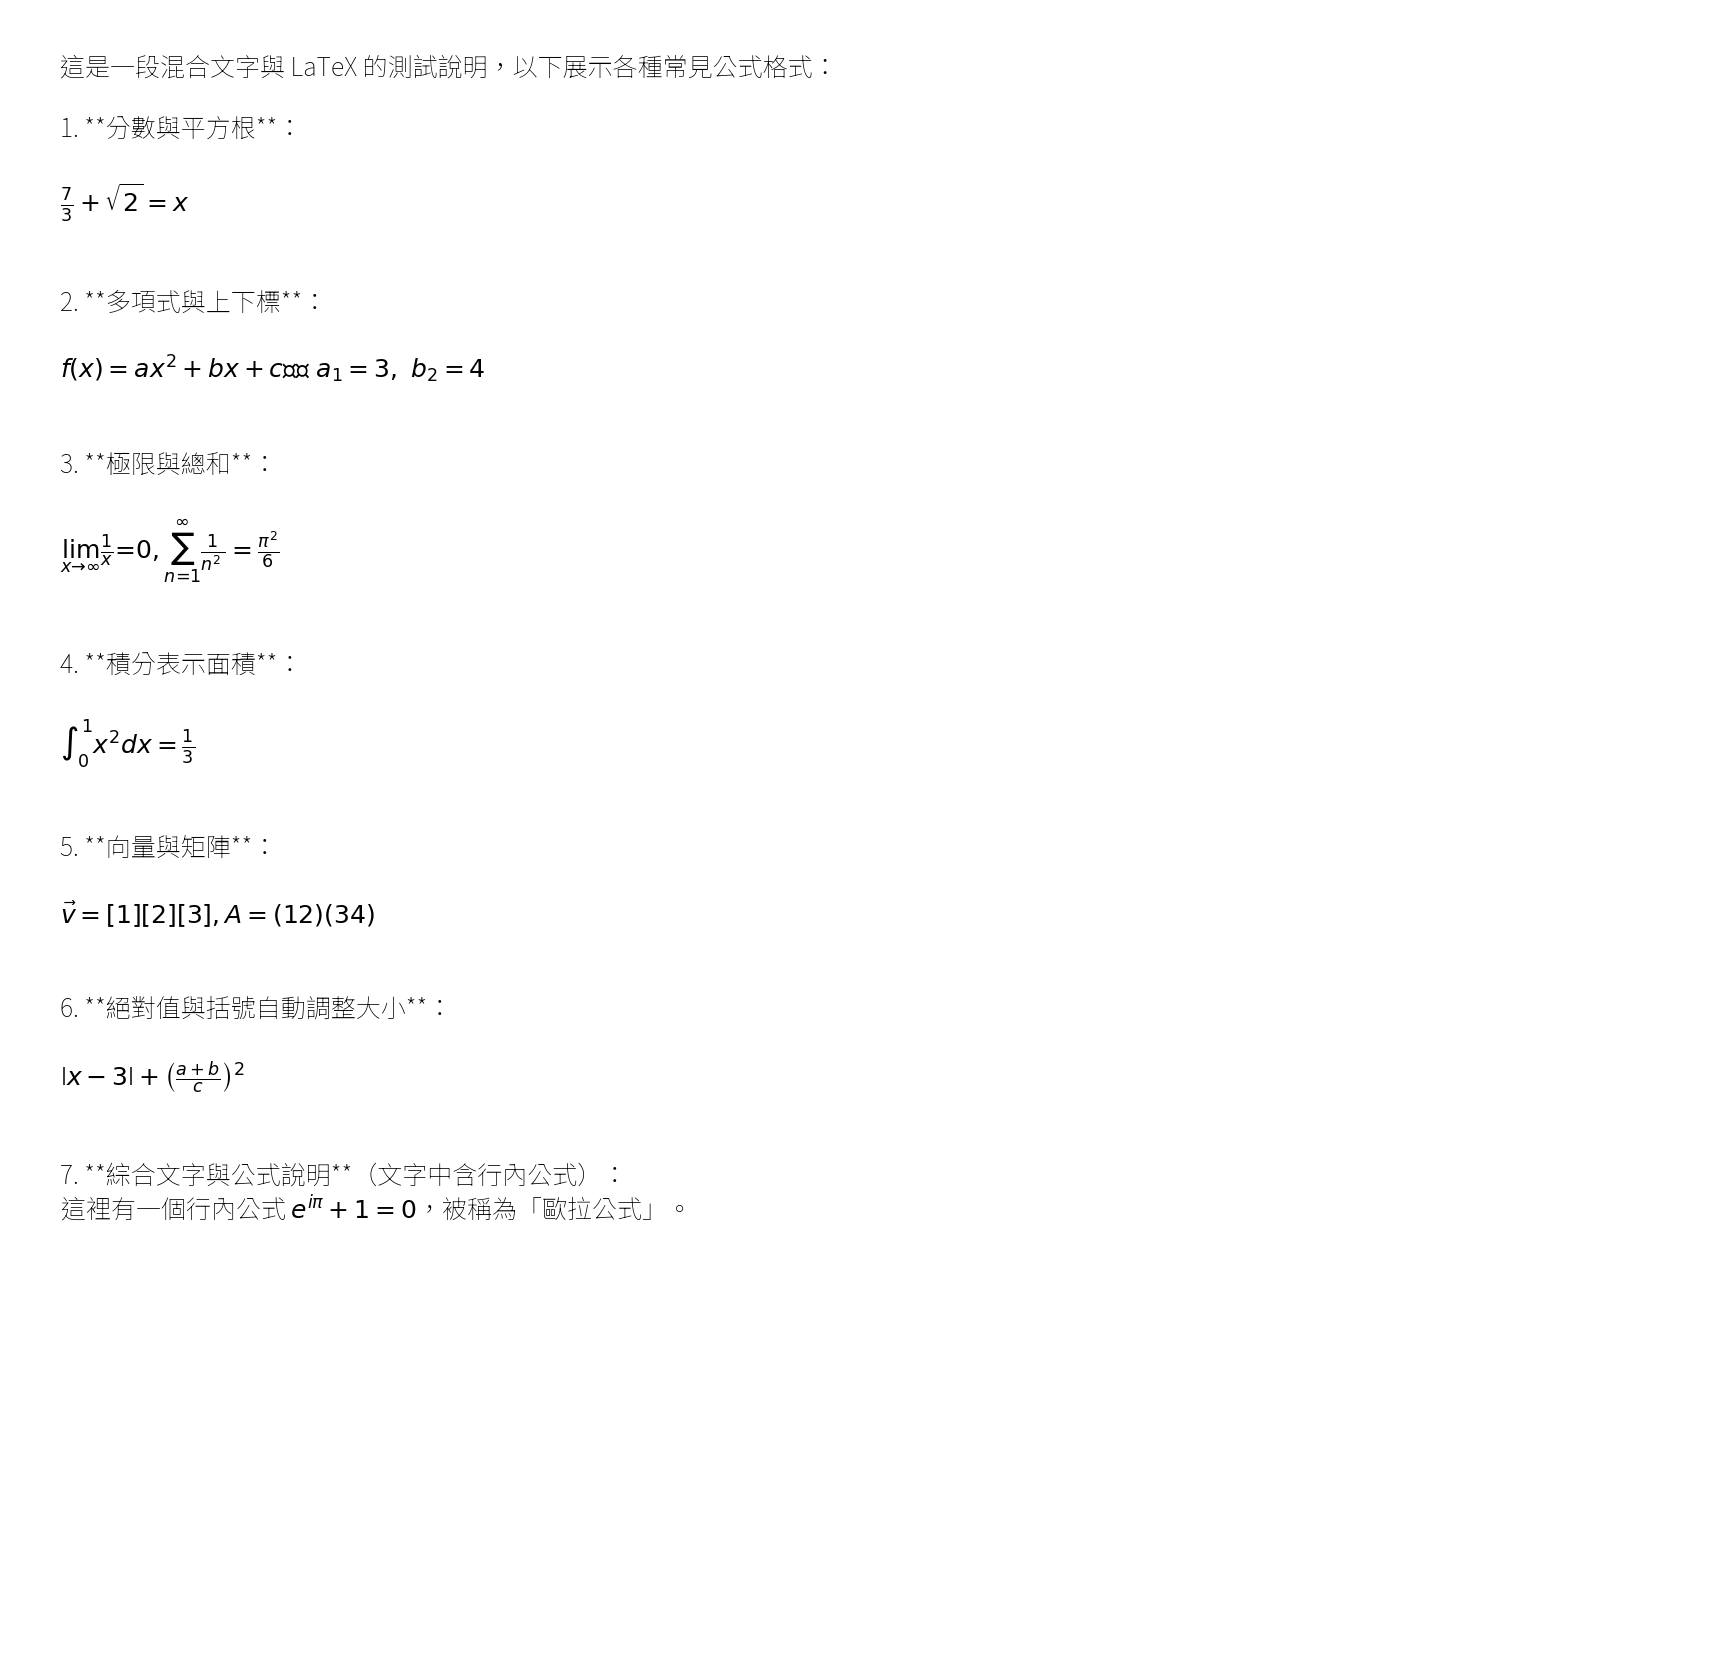 這是一段混合文字與 LaTeX 的測試說明，以下展示各種常見公式格式：
1. **分數與平方根**：
$\frac{7}{3} + \sqrt{2} = x$
2. **多項式與上下標**：
$f(x) = ax^2 + bx + c$ $a_1 = 3,\ b_2 = 4$
3. **極限與總和**：
$\lim_{x \to \infty} \frac{1}{x} = 0, \sum_{n=1}^{\infty} \frac{1}{n^2} = \frac{\pi^2}{6}$
4. **積分表示面積**：
$\int_0^1 x^2 dx = \frac{1}{3}$
5. **向量與矩陣**：
$\vec{v} = [1][2][3], A = (12)(34)$
6. **絕對值與括號自動調整大小**：
$\left|x - 3\right| + \left(\frac{a+b}{c}\right)^2$
7. **綜合文字與公式說明**（文字中含行內公式）：
這裡有一個行內公式 $e^{i\pi} + 1 = 0$，被稱為「歐拉公式」。